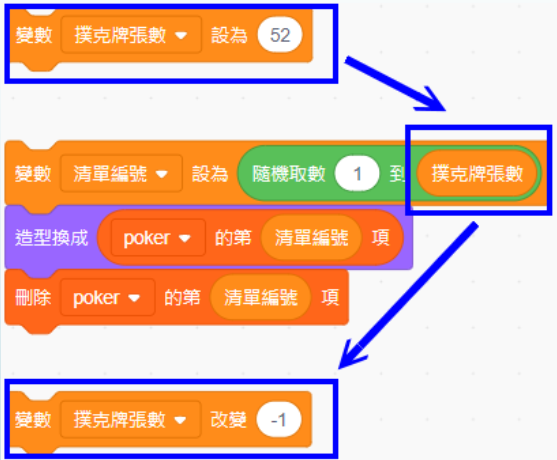 變數 撲克牌張數 設為 52
變數 清單編號 設為 隨機取數 1 到 撲克牌張數
造型換成 poker 的第 清單編號 項
刪除 poker 的第 清單編號 項
變數 撲克牌張數 改變 -1